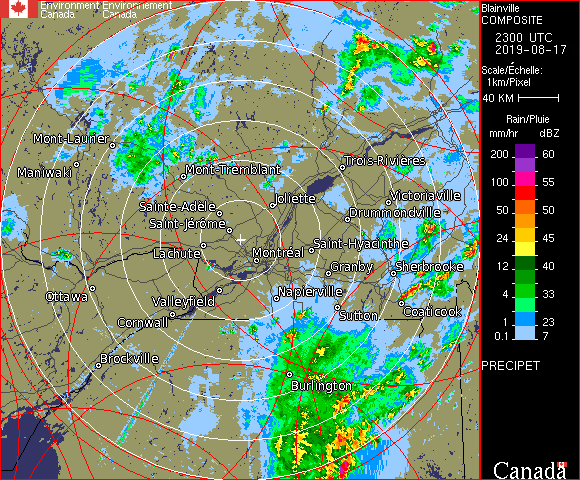 Environment Environnement
Canada Canada
Blainville
COMPOSITE
2300 UTC
2019-08-17
Scale/Échelle:
1km/Pixel
40 KM
Rain/Pluie
mm/hr dBZ
200 60
100 55
50 50
24 45
12 40
4 33
1 23
0.1 7
PRECIPET
Canada
Mont-Laurier
Maniwaki
Mont-Tremblant
Trois-Rivières
Joliette
Victoriaville
Sainte-Adèle
Drummondville
Saint-Jérôme
Saint-Hyacinthe
Lachute
Montréal
Granby
Sherbrooke
Ottawa
Valleyfield
Napierville
Coaticook
Cornwall
Sutton
Brockville
Burlington